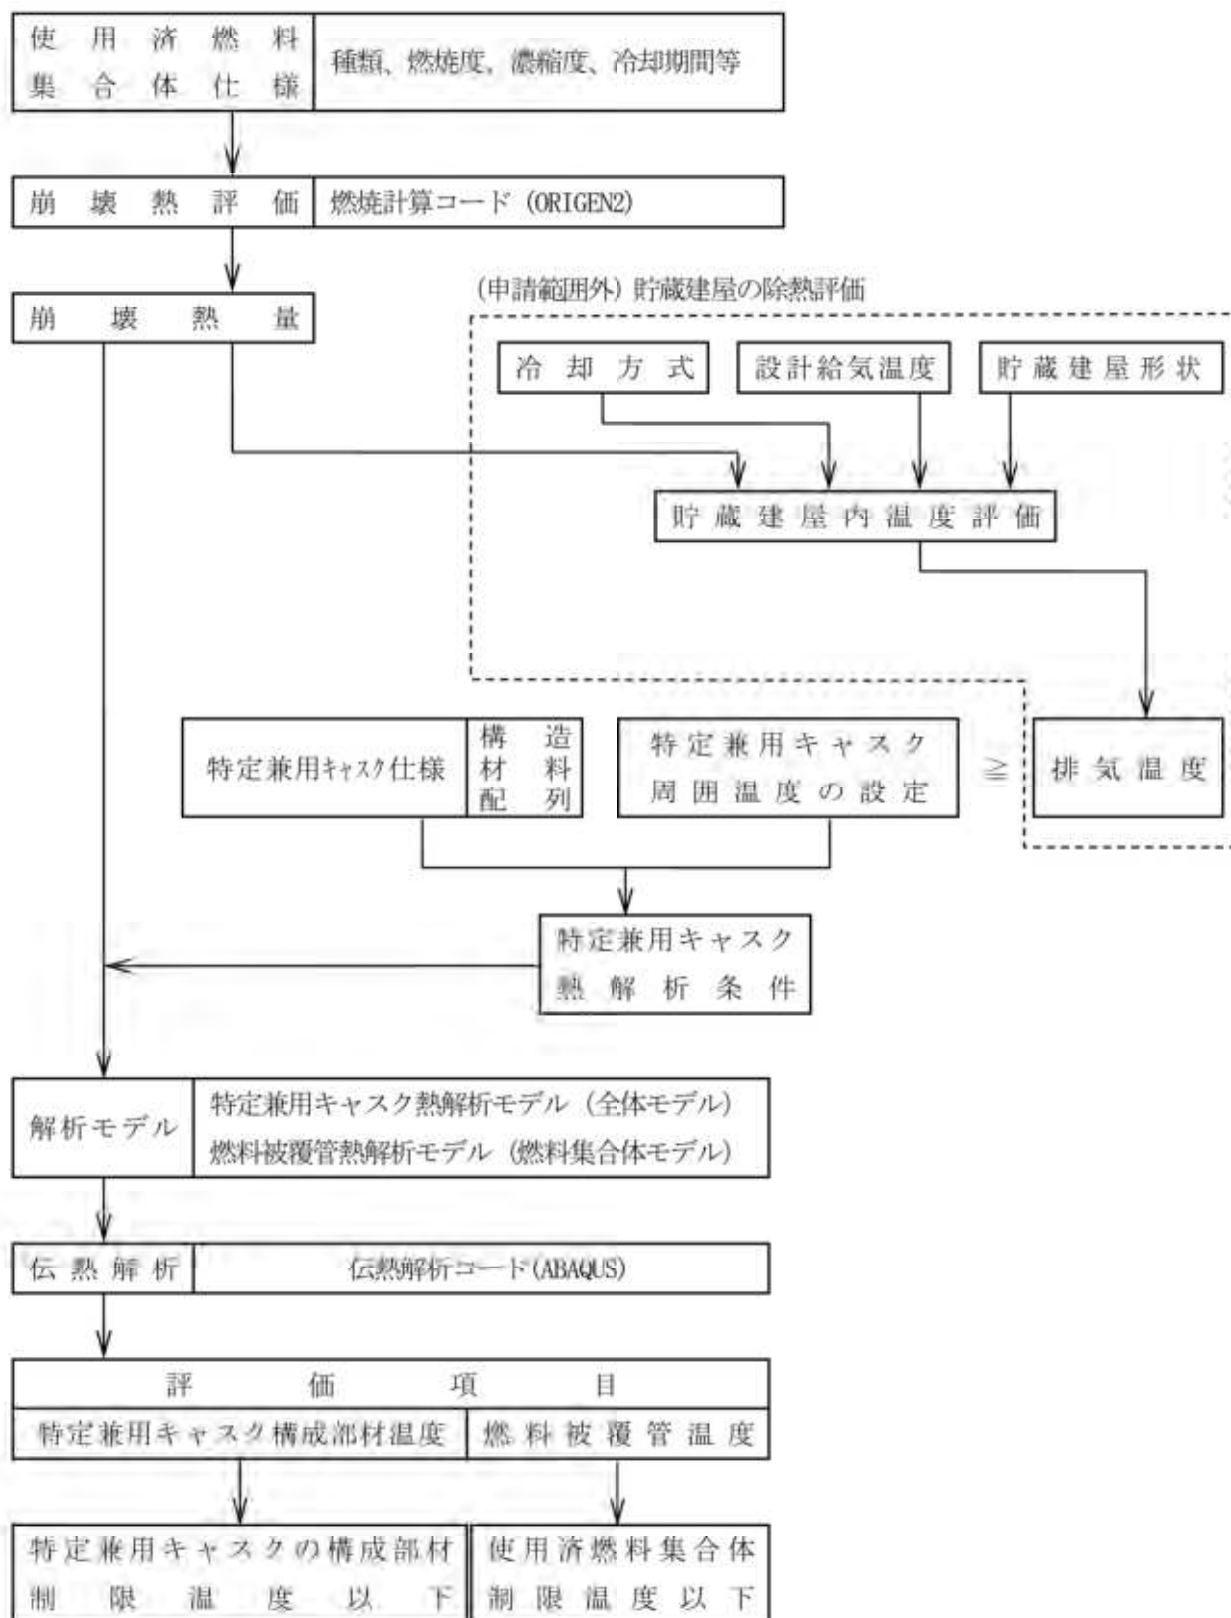 使用済燃料
集合体仕様
種類、燃焼度、濃縮度、冷却期間等
崩壊熱評価
燃焼計算コード (ORIGEN2)
崩壊熱量
(申請範囲外) 貯蔵建屋の除熱評価
冷却方式
設計給気温度
貯蔵建屋形状
貯蔵建屋内温度評価
特定兼用キャスク仕様
構造
材料
配列
特定兼用キャスク
周囲温度の設定
≧
排気温度
特定兼用キャスク
熱解析条件
解析モデル
特定兼用キャスク熱解析モデル (全体モデル)
燃料被覆管熱解析モデル (燃料集合体モデル)
伝熱解析
伝熱解析コード(ABAQUS)
評価項目
特定兼用キャスク構成部材温度
燃料被覆管温度
特定兼用キャスクの構成部材
制限温度以下
使用済燃料集合体
制限温度以下